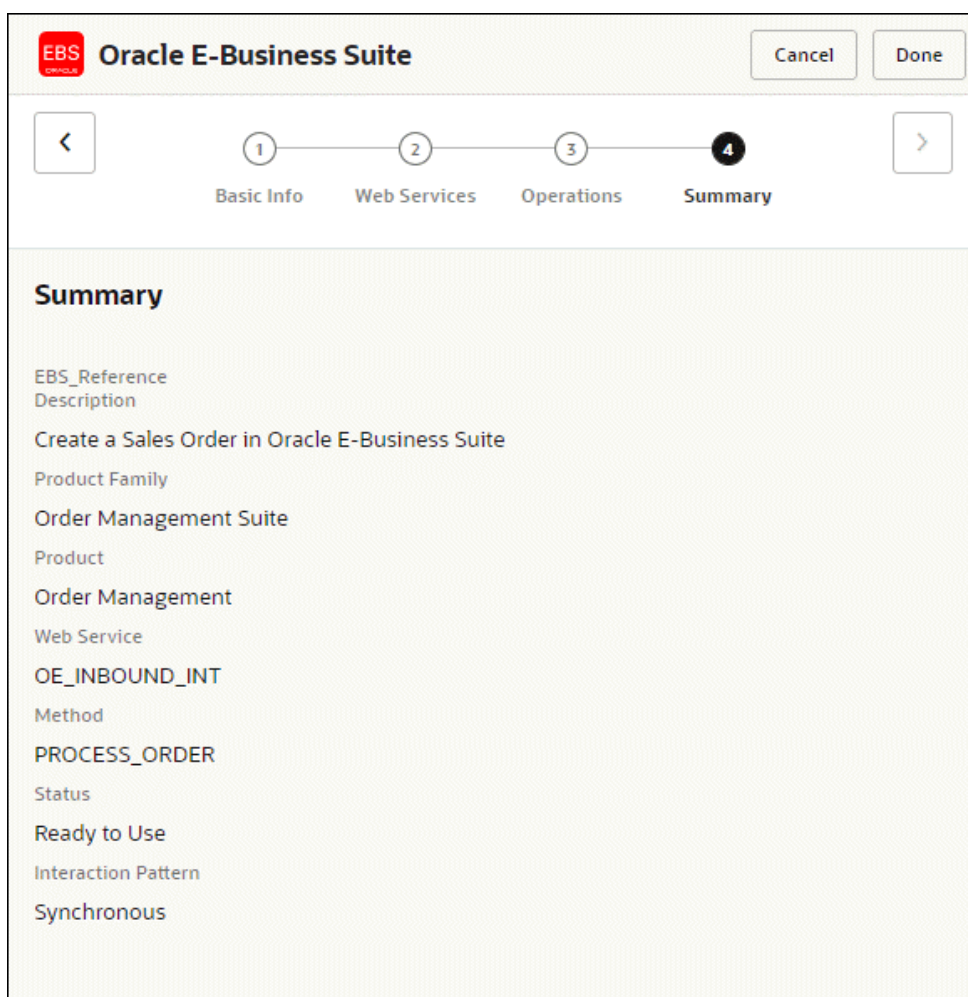 EBS
ORACLE
Oracle E-Business Suite
Cancel
Done
1
2
3
4
Basic Info
Web Services
Operations
Summary
Summary
EBS_Reference
Description
Create a Sales Order in Oracle E-Business Suite
Product Family
Order Management Suite
Product
Order Management
Web Service
OE_INBOUND_INT
Method
PROCESS_ORDER
Status
Ready to Use
Interaction Pattern
Synchronous